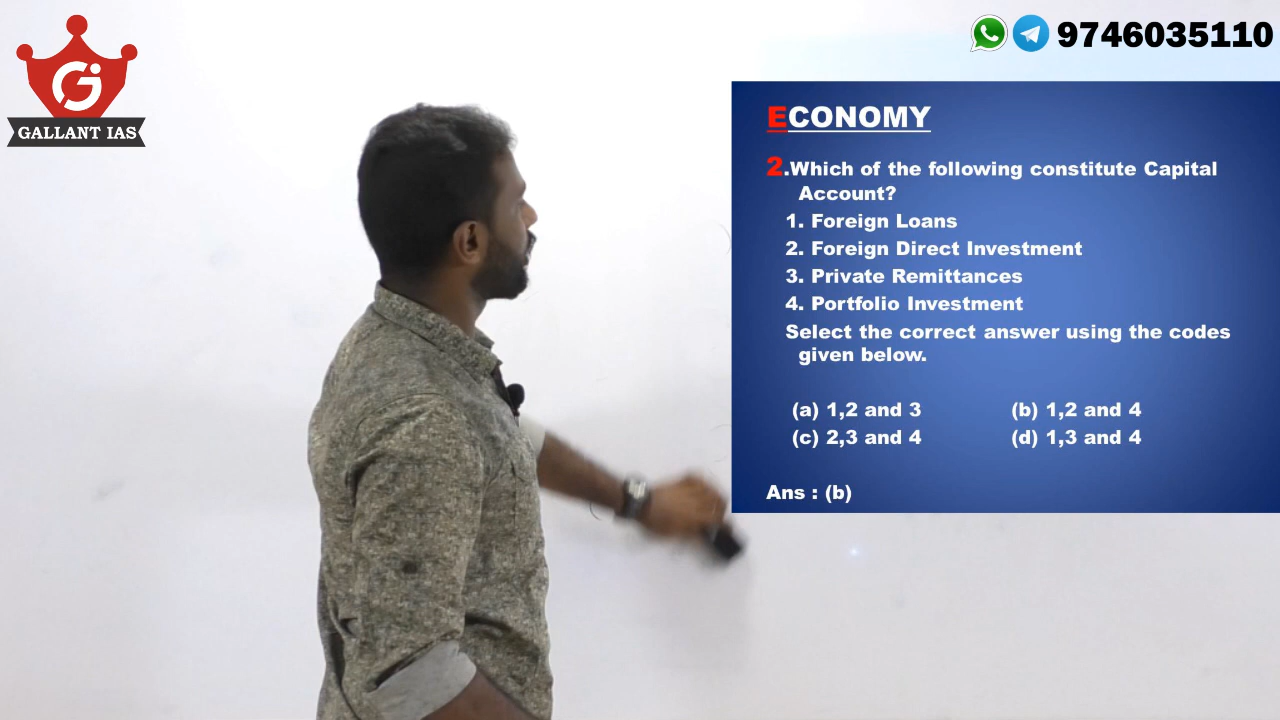 9746035110
GALLANT IAS
ECONOMY
2.Which of the following constitute Capital
Account?
1. Foreign Loans
2. Foreign Direct Investment
3. Private Remittances
4. Portfolio Investment
Select the correct answer using the codes
given below.
(a) 1,2 and 3 (b) 1,2 and 4
(c) 2,3 and 4 (d) 1,3 and 4
Ans : (b)